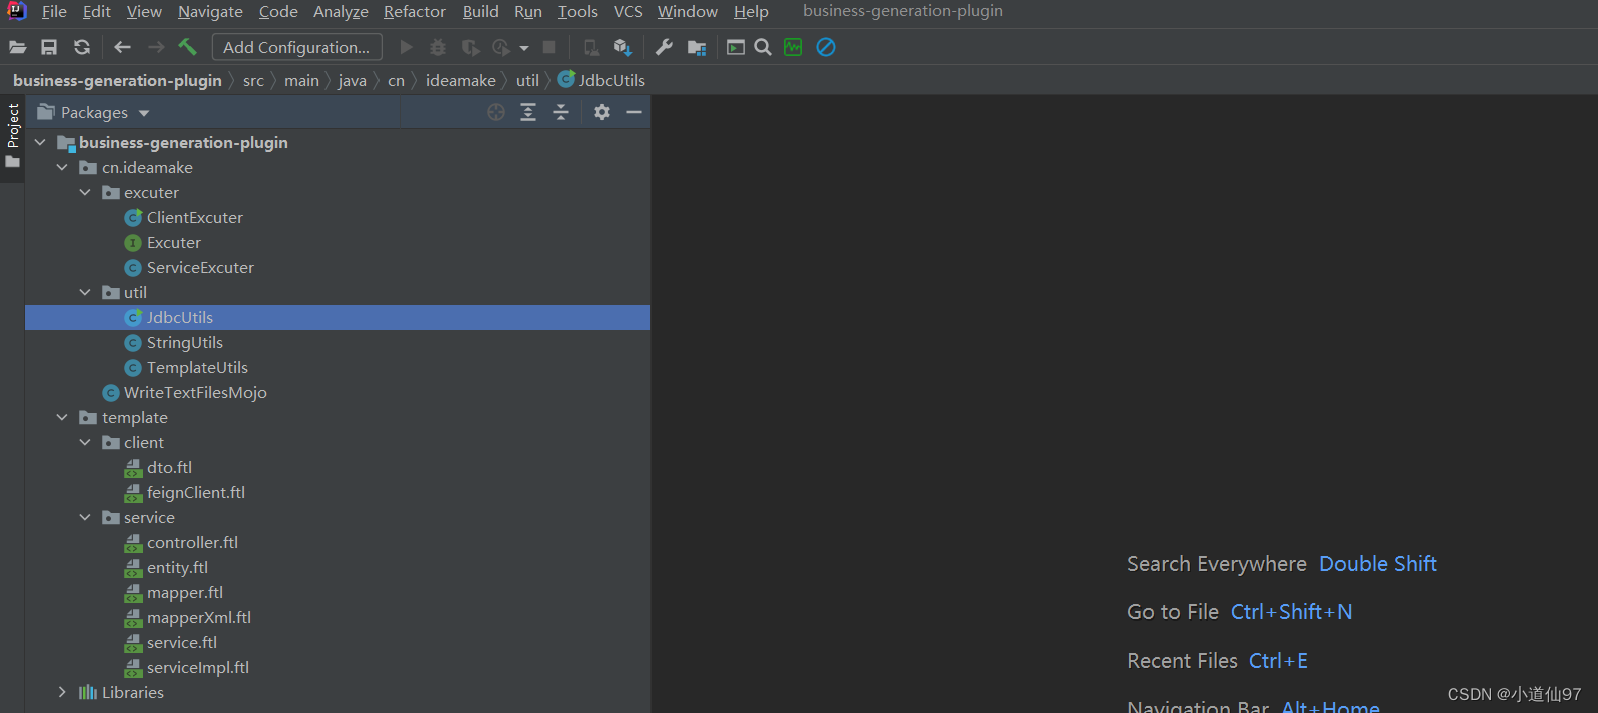 File Edit View Navigate Code Analyze Refactor Build Run Tools VCS Window Help business-generation-plugin
Add Configuration...
business-generation-plugin src main java cn ideamake util JdbcUtils
Project
Packages
business-generation-plugin
cn.ideamake
excuter
ClientExcuter
Excuter
ServiceExcuter
util
JdbcUtils
StringUtils
TemplateUtils
WriteTextFilesMojo
template
client
dto.ftl
feignClient.ftl
service
controller.ftl
entity.ftl
mapper.ftl
mapperXml.ftl
service.ftl
serviceImpl.ftl
Libraries
Search Everywhere Double Shift
Go to File Ctrl+Shift+N
Recent Files Ctrl+E
Navigation Bar Alt+Home
CSDN @小道仙97